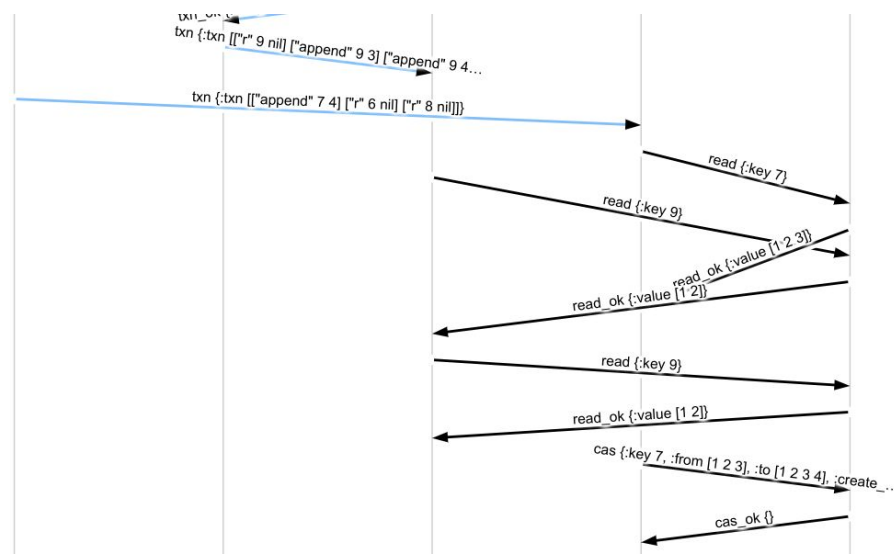 txn_ok {:
txn {:txn [["r" 9 nil] ["append" 9 3] ["append" 9 4…
txn {:txn [["append" 7 4] ["r" 6 nil] ["r" 8 nil]]}
read {:key 7}
read {:key 9}
read_ok {:value [1 2 3]}
read_ok {:value [1 2]}
read {:key 9}
read_ok {:value [1 2]}
cas {:key 7, :from [1 2 3], :to [1 2 3 4], :create_…
cas_ok {}